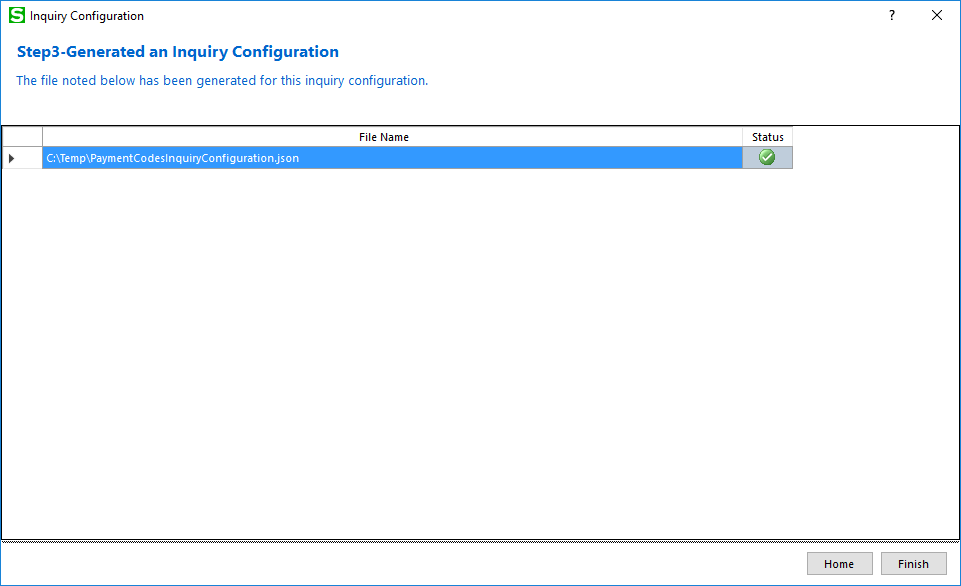 S Inquiry Configuration ?
Step3-Generated an Inquiry Configuration
The file noted below has been generated for this inquiry configuration.
File Name Status
C:\Temp\PaymentCodesInquiryConfiguration.json
Home Finish